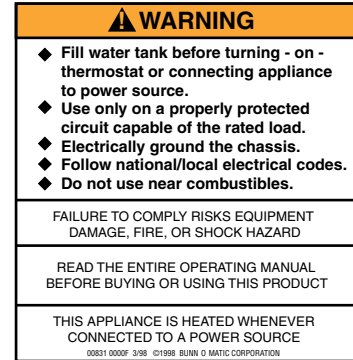 WARNING
Fill water tank before turning - on -
thermostat or connecting appliance
to power source.
Use only on a properly protected
circuit capable of the rated load.
Electrically ground the chassis.
Follow national/local electrical codes.
Do not use near combustibles.
FAILURE TO COMPLY RISKS EQUIPMENT
DAMAGE, FIRE, OR SHOCK HAZARD
READ THE ENTIRE OPERATING MANUAL
BEFORE BUYING OR USING THIS PRODUCT
THIS APPLIANCE IS HEATED WHENEVER
CONNECTED TO A POWER SOURCE
00831 0000F 3/98 ©1998 BUNN O MATIC CORPORATION